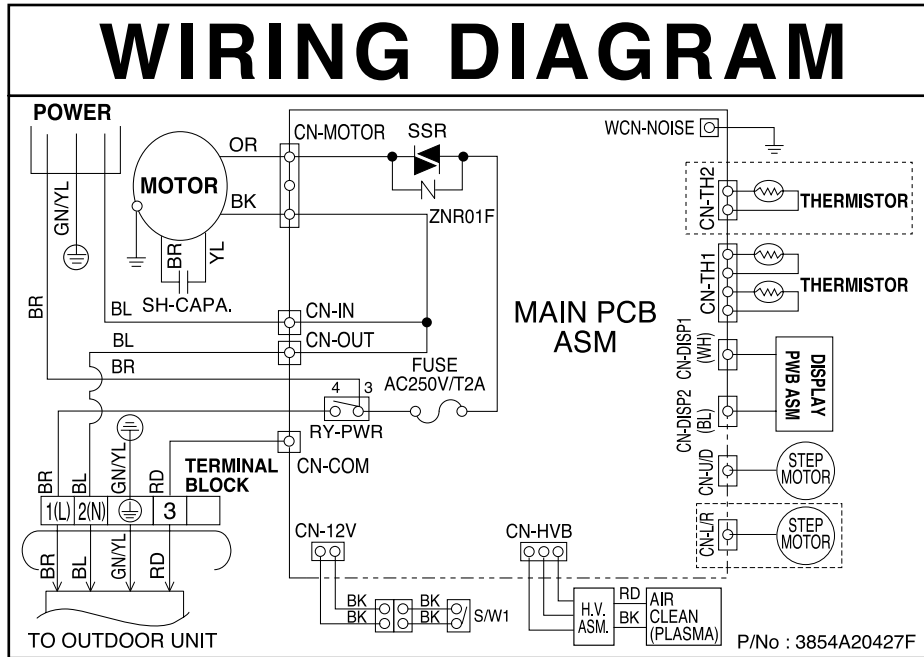 WIRING DIAGRAM
POWER
GN/YL
BR
MOTOR
OR
BK
BR
YL
SH-CAPA.
BL
BL
BR
CN-MOTOR
SSR
ZNR01F
CN-IN
CN-OUT
FUSE
AC250V/T2A
4 3
RY-PWR
CN-COM
MAIN PCB
ASM
WCN-NOISE
CN-TH2
THERMISTOR
CN-TH1
THERMISTOR
CN-DISP1
(WH)
CN-DISP2
(BL)
DISPLAY
PWB ASM
CN-U/D
STEP
MOTOR
CN-L/R
STEP
MOTOR
TERMINAL
BLOCK
BR
BL
GN/YL
RD
1(L) 2(N) 3
BR
BL
GN/YL
RD
TO OUTDOOR UNIT
CN-12V
BK BK
BK BK
S/W1
CN-HVB
H.V.
ASM.
RD
BK
AIR
CLEAN
(PLASMA)
P/No : 3854A20427F